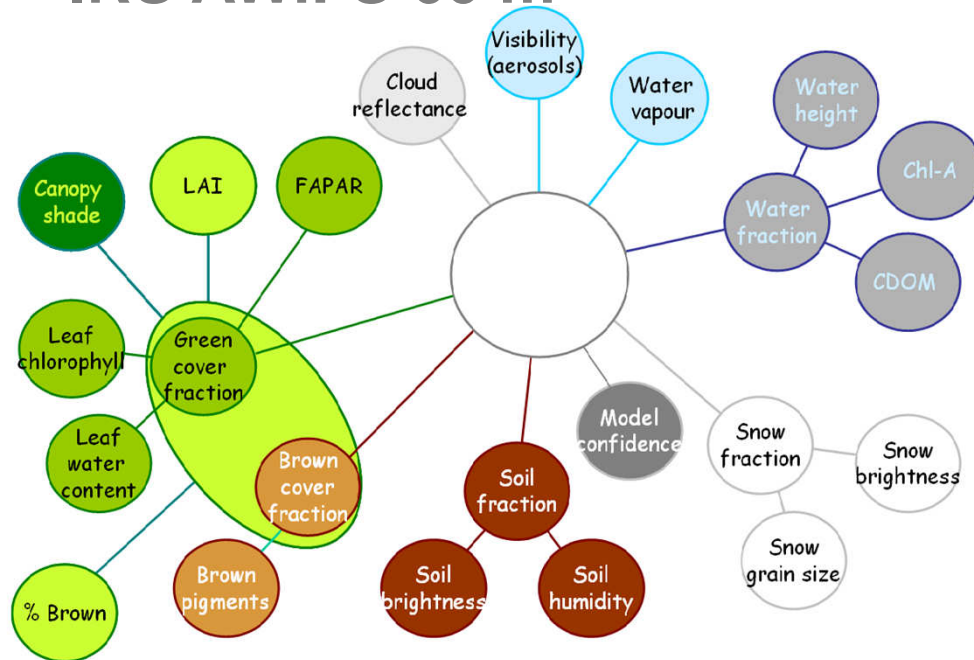 Visibility
(aerosols)
Cloud
reflectance
Water
vapour
Water
height
Canopy
shade
LAI
FAPAR
Chl-A
Water
fraction
CDOM
Leaf
chlorophyll
Green
cover
fraction
Leaf
water
content
Brown
cover
fraction
Model
confidence
Snow
fraction
Snow
brightness
Soil
fraction
Snow
grain size
% Brown
Brown
pigments
Soil
brightness
Soil
humidity